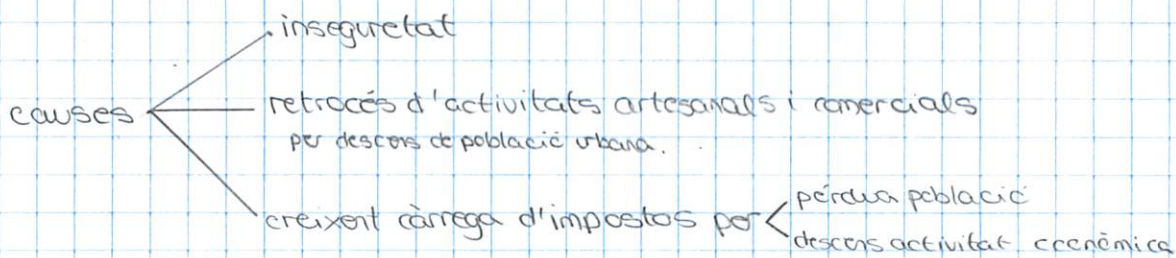 inseguretat
causes
retrocés d'activitats artesanals i comercials
per descens de població urbana.
creixent càrrega d'impostos per
pérdua població
descens activitat econòmica